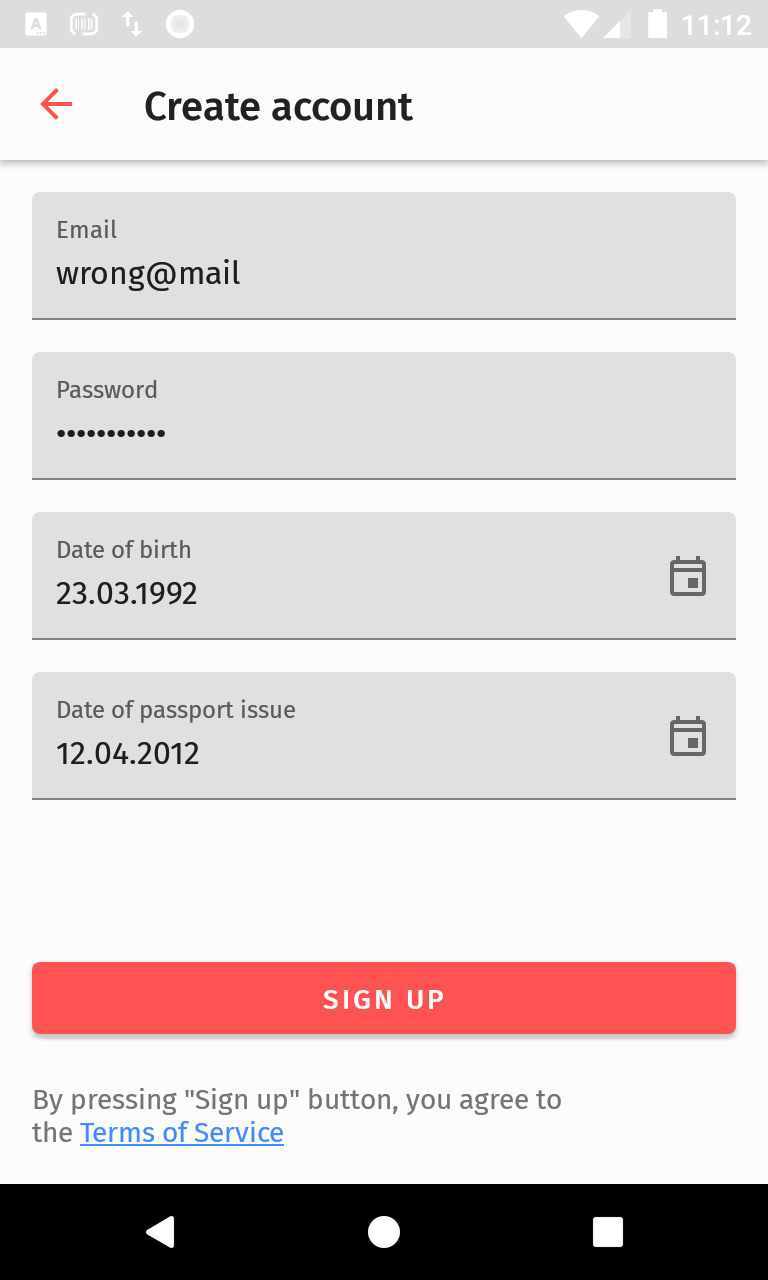 11:12
Create account
Email
wrong@mail
Password
•••••••••••
Date of birth
23.03.1992
Date of passport issue
12.04.2012
SIGN UP
By pressing "Sign up" button, you agree to
the Terms of Service